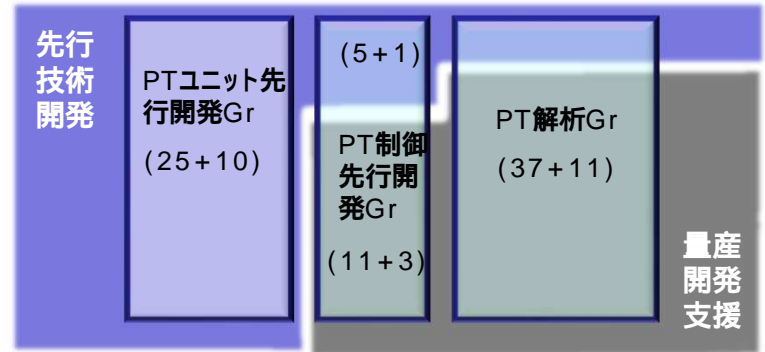 先行
技術
開発
PTユニット先
行開発Gr
(25+10)
(5+1)
PT制御
先行開
発Gr
(11+3)
PT解析Gr
(37+11)
量産
開発
支援